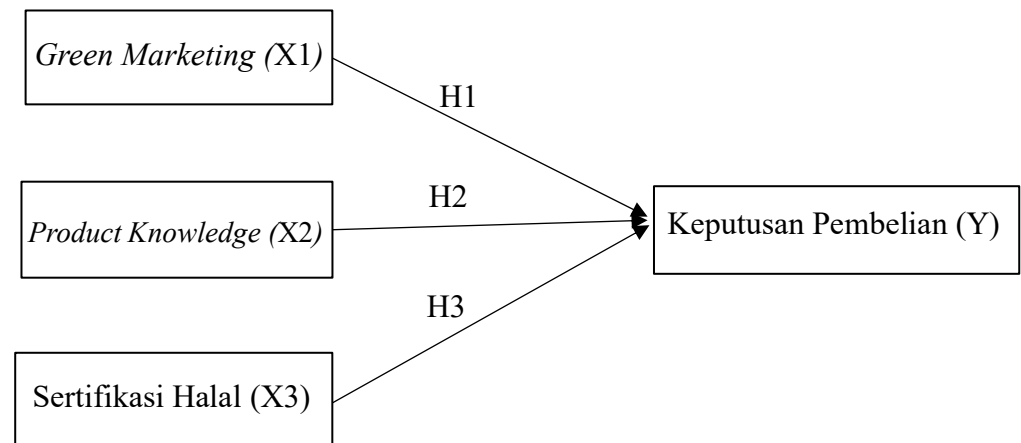 Green Marketing (X1)
H1
Product Knowledge (X2)
H2
Keputusan Pembelian (Y)
H3
Sertifikasi Halal (X3)